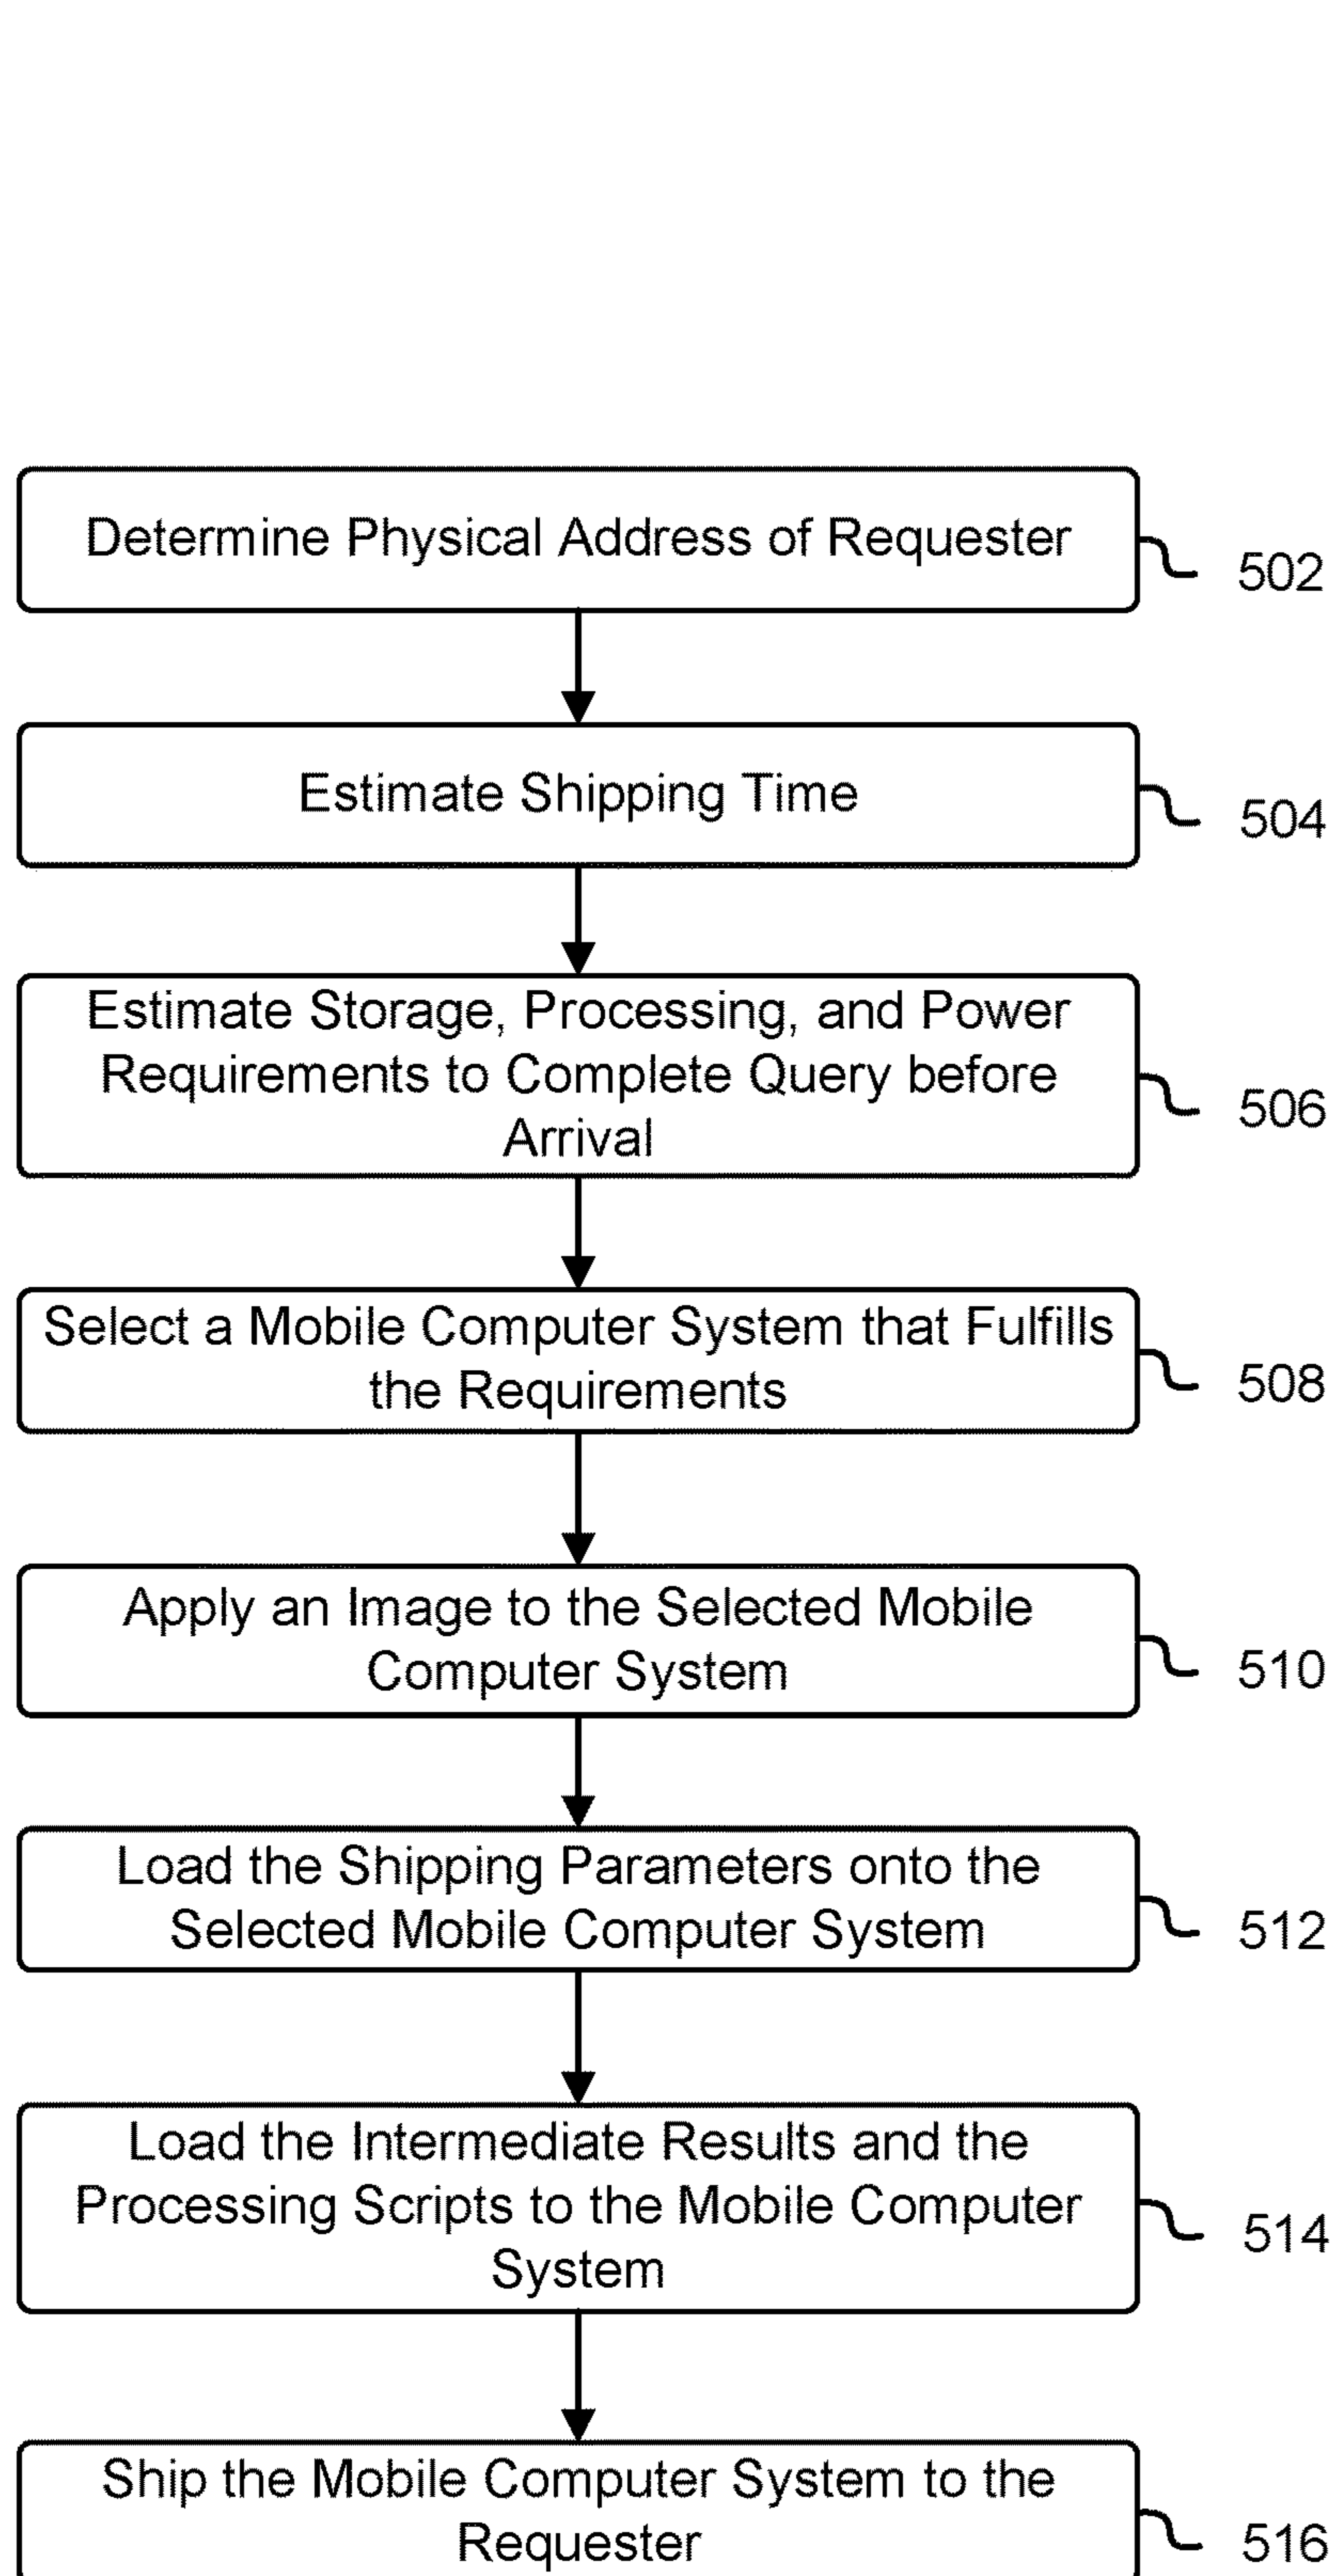 Determine Physical Address of Requester
502
Estimate Shipping Time
504
Estimate Storage, Processing, and Power
Requirements to Complete Query before
Arrival
506
Select a Mobile Computer System that Fulfills
the Requirements
508
Apply an Image to the Selected Mobile
Computer System
510
Load the Shipping Parameters onto the
Selected Mobile Computer System
512
Load the Intermediate Results and the
Processing Scripts to the Mobile Computer
System
514
Ship the Mobile Computer System to the
Requester
516